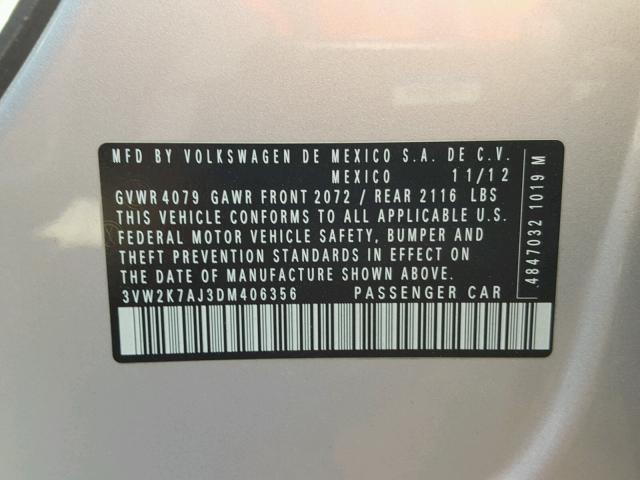 MFD BY VOLKSWAGEN DE MEXICO S.A. DE C.V.
MEXICO 11/12
GVWR 4079 GAWR FRONT 2072 / REAR 2116 LBS
THIS VEHICLE CONFORMS TO ALL APPLICABLE U.S.
FEDERAL MOTOR VEHICLE SAFETY, BUMPER AND
THEFT PREVENTION STANDARDS IN EFFECT ON
THE DATE OF MANUFACTURE SHOWN ABOVE.
3VW2K7AJ3DM406356 PASSENGER CAR
4847032 1019 M